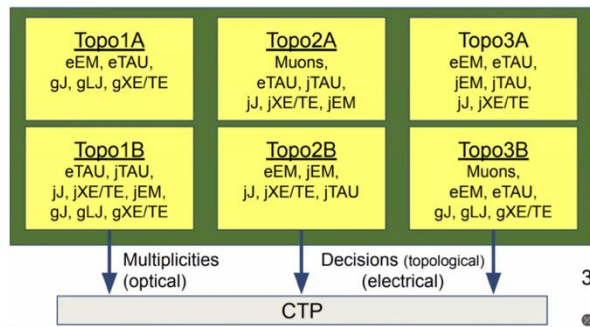 Topo1A
eEM, eTAU,
gJ, gLJ, gXE/TE
Topo2A
Muons,
eTAU, jTAU,
jJ, jXE/TE, jEM
Topo3A
eEM, eTAU,
jEM, jTAU,
jJ, jXE/TE
Topo1B
eTAU, jTAU,
jJ, jXE/TE, jEM,
gJ, gLJ, gXE/TE
Topo2B
eEM, jEM,
jJ, jXE/TE, jTAU
Topo3B
Muons,
eEM, eTAU,
gJ, gLJ, gXE/TE
Multiplicities
(optical)
Decisions (topological)
(electrical)
3
CTP